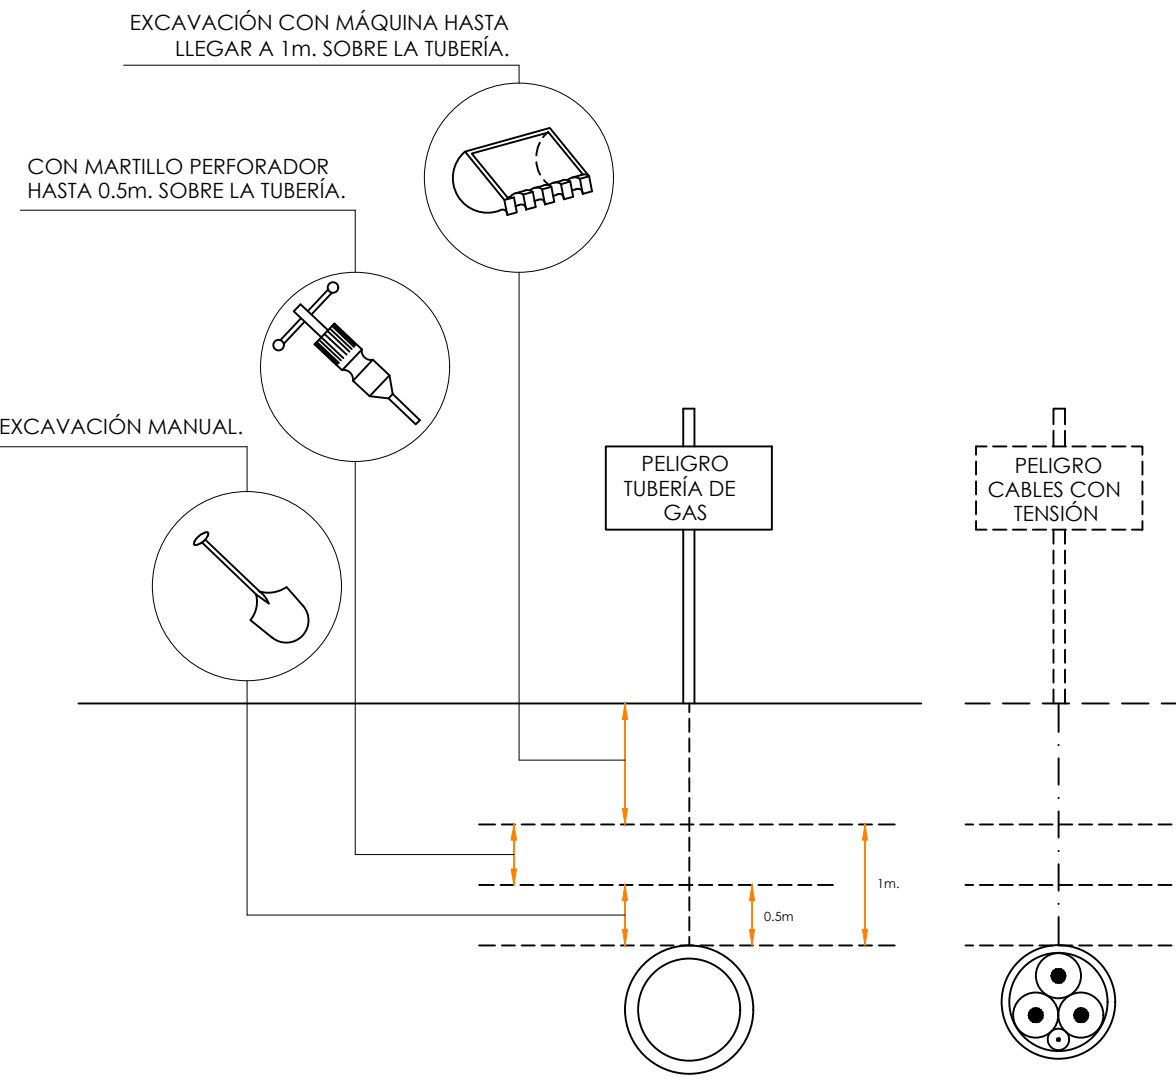 EXCAVACIÓN CON MÁQUINA HASTA
LLEGAR A 1m. SOBRE LA TUBERÍA.
CON MARTILLO PERFORADOR
HASTA 0.5m. SOBRE LA TUBERÍA.
EXCAVACIÓN MANUAL.
PELIGRO
TUBERÍA DE
GAS
PELIGRO
CABLES CON
TENSIÓN
1m.
0.5m